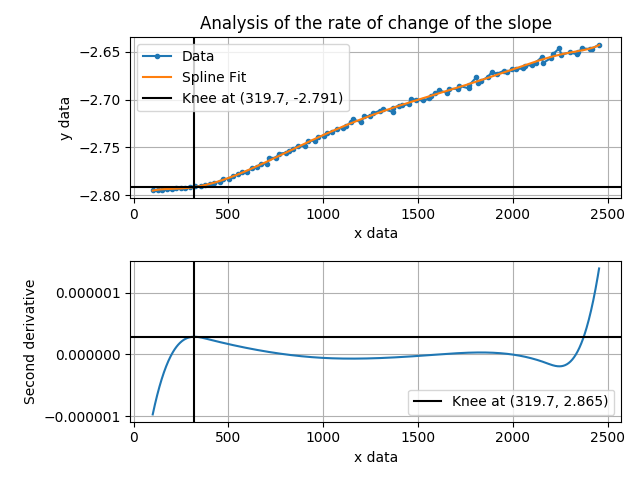 Analysis of the rate of change of the slope
−2.65
−2.70
−2.75
−2.80
y data
Data
Spline Fit
Knee at (319.7, -2.791)
0 500 1000 1500 2000 2500
x data
0.000001
0.000000
−0.000001
Second derivative
Knee at (319.7, 2.865)
0 500 1000 1500 2000 2500
x data